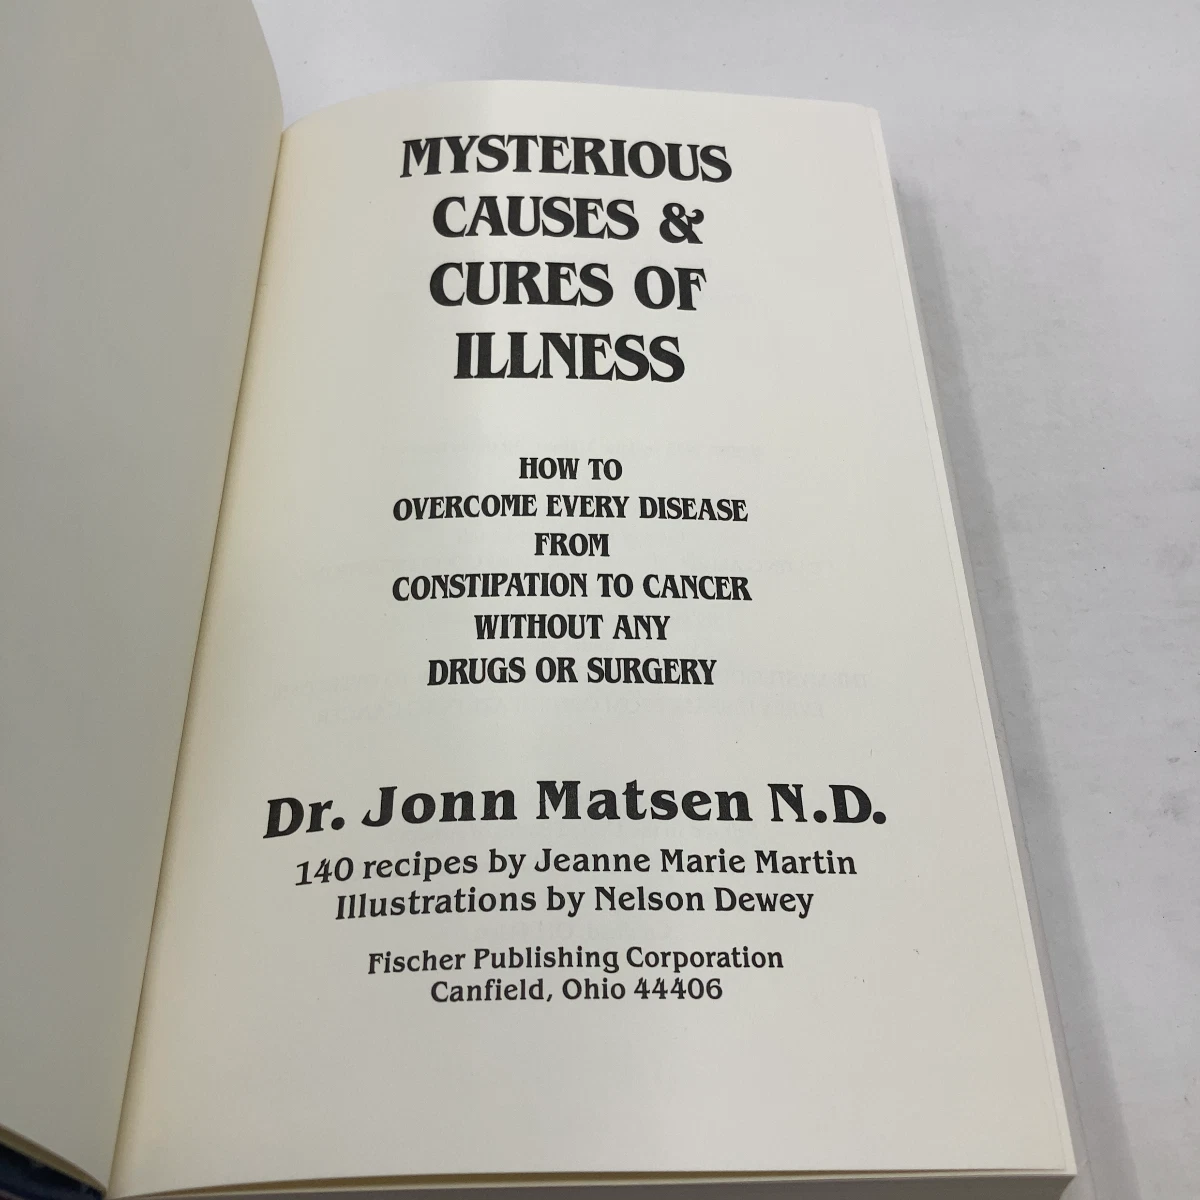 MYSTERIOUS
CAUSES &
CURES OF
ILLNESS
HOW TO
OVERCOME EVERY DISEASE
FROM
CONSTIPATION TO CANCER
WITHOUT ANY
DRUGS OR SURGERY
Dr. Jonn Matsen N.D.
140 recipes by Jeanne Marie Martin
Illustrations by Nelson Dewey
Fischer Publishing Corporation
Canfield, Ohio 44406